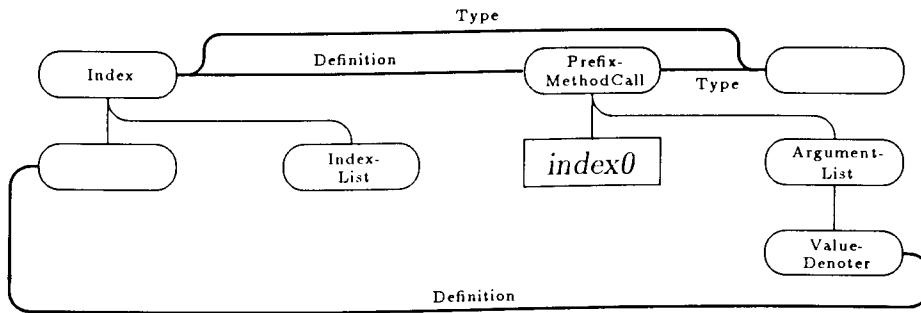 Type
Definition
Index
Prefix-
MethodCall
Type
Index-
List
index0
Argument-
List
Value-
Denoter
Definition